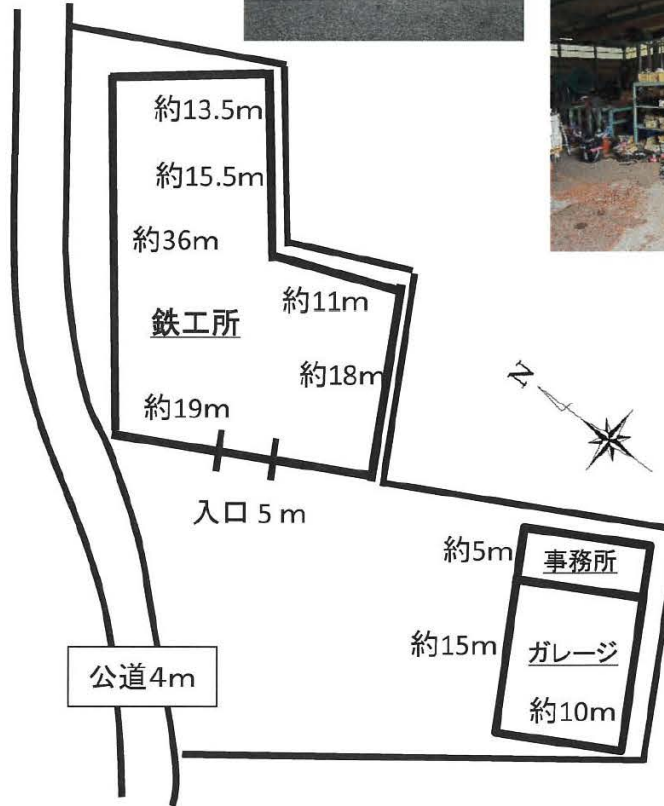 約13.5m
約15.5m
約36m
約11m
鉄工所
約18m
約19m
N
入口 5 m
約5m
事務所
約15m
ガレージ
公道4m
約10m